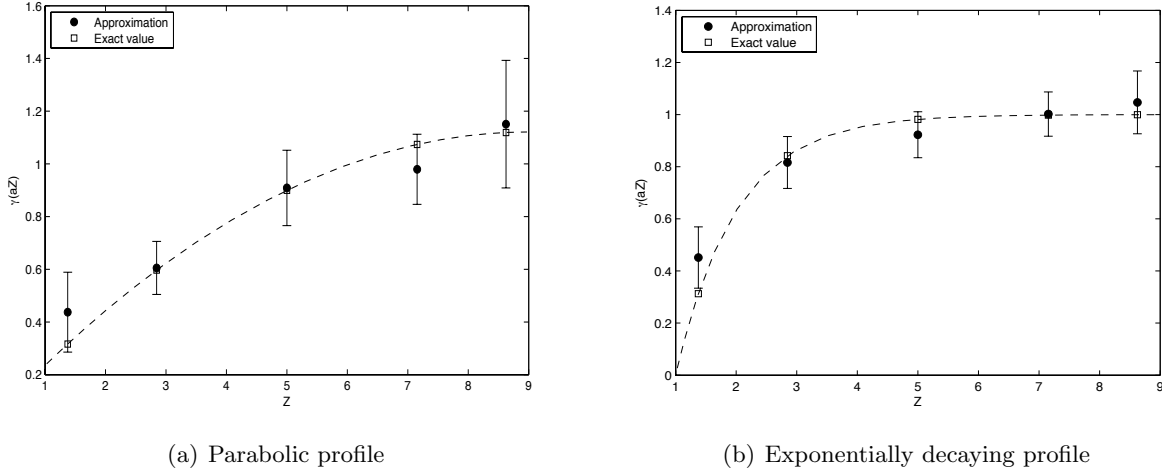 1.6
1.4
1.2
1
0.8
0.6
0.4
0.2
γ(aZ)
Approximation
Exact value
1 2 3 4 5 6 7 8 9
Z
(a) Parabolic profile
1.4
1.2
1
0.8
0.6
0.4
0.2
0
γ(aZ)
Approximation
Exact value
1 2 3 4 5 6 7 8 9
Z
(b) Exponentially decaying profile